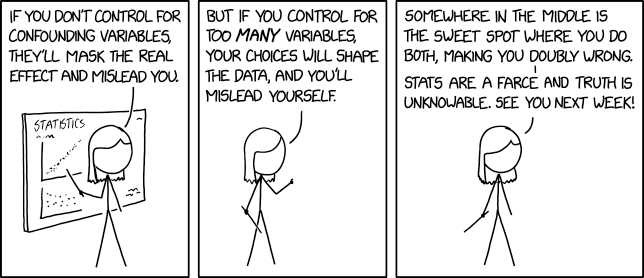 IF YOU DON'T CONTROL FOR
CONFOUNDING VARIABLES,
THEY'LL MASK THE REAL
EFFECT AND MISLEAD YOU.
STATISTICS
BUT IF YOU CONTROL FOR
TOO MANY VARIABLES,
YOUR CHOICES WILL SHAPE
THE DATA, AND YOU'LL
MISLEAD YOURSELF.
SOMEWHERE IN THE MIDDLE IS
THE SWEET SPOT WHERE YOU DO
BOTH, MAKING YOU DOUBLY WRONG.
STATS ARE A FARCE AND TRUTH IS
UNKNOWABLE. SEE YOU NEXT WEEK!